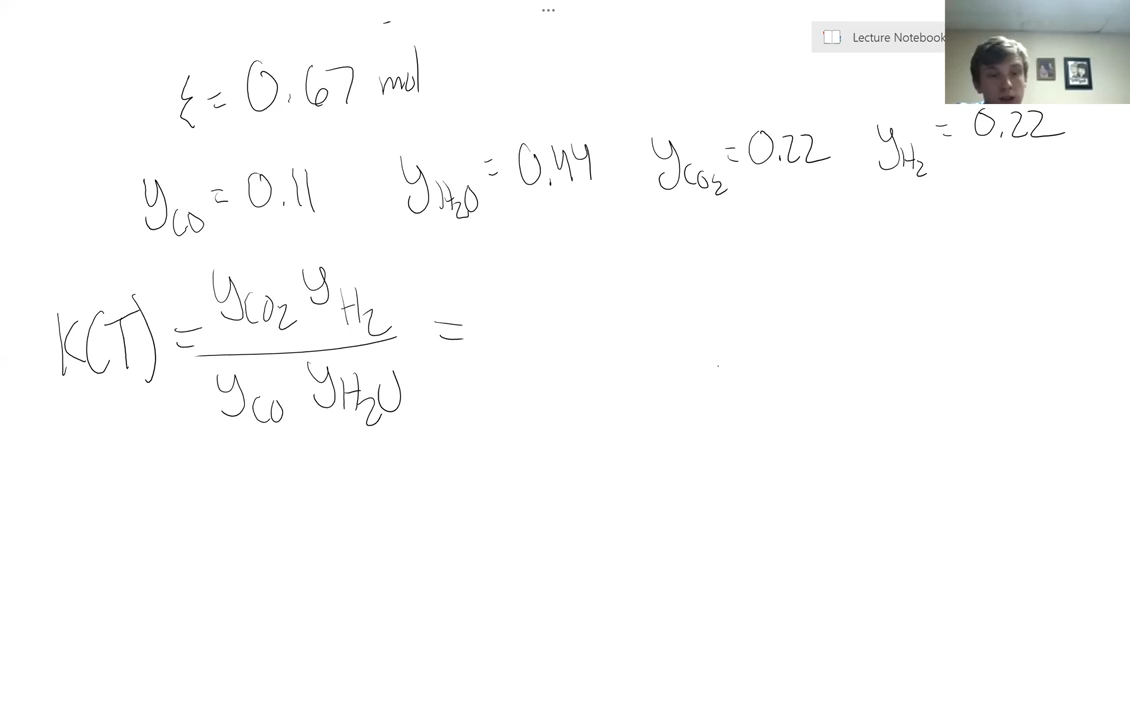 Lecture Notebook
ξ = 0.67 mol
y_CO = 0.11 y_H₂O = 0.44 y_CO₂ = 0.22 y_H₂ = 0.22
K(T) = y_CO₂ y_H₂ / y_CO y_H₂O =